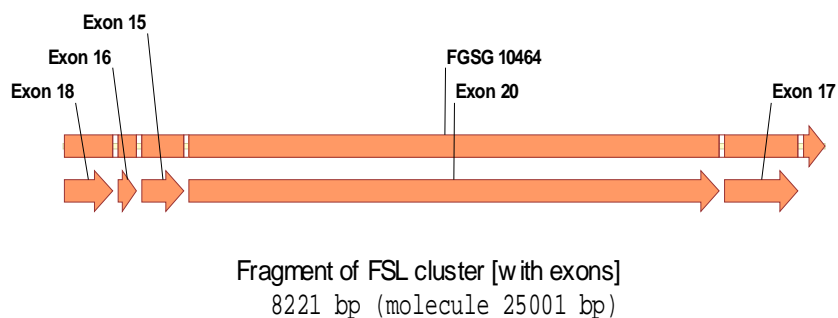 Exon 15
Exon 16
FGSG 10464
Exon 18
Exon 20
Exon 17
Fragment of FSL cluster [with exons]
8221 bp (molecule 25001 bp)